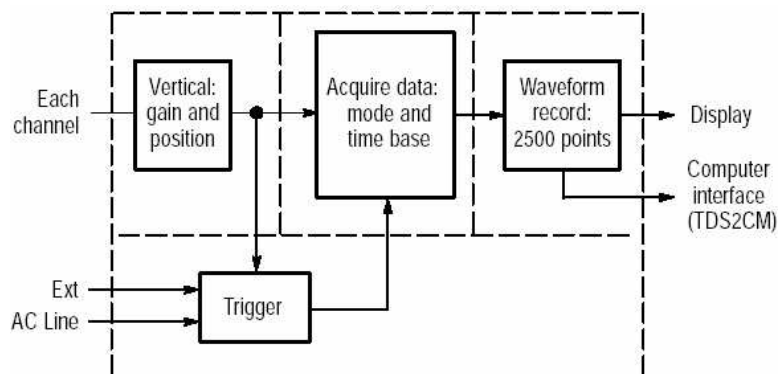 Each
channel
Vertical:
gain and
position
Acquire data:
mode and
time base
Waveform
record:
2500 points
Display
Computer
interface
(TDS2CM)
Ext
AC Line
Trigger